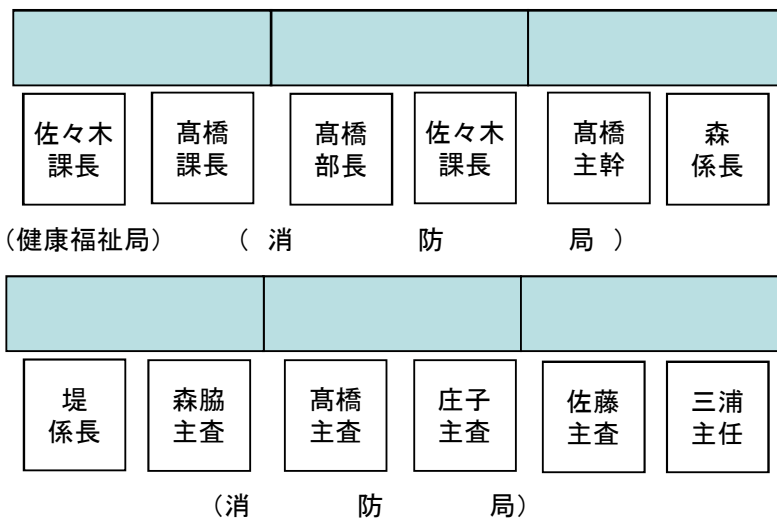 佐々木 髙橋 髙橋 佐々木 髙橋 森
課長 課長 部長 課長 主幹 係長
(健康福祉局) ( 消 防 局 )
堤 森脇 髙橋 庄子 佐藤 三浦
係長 主査 主査 主査 主査 主任
(消 防 局)